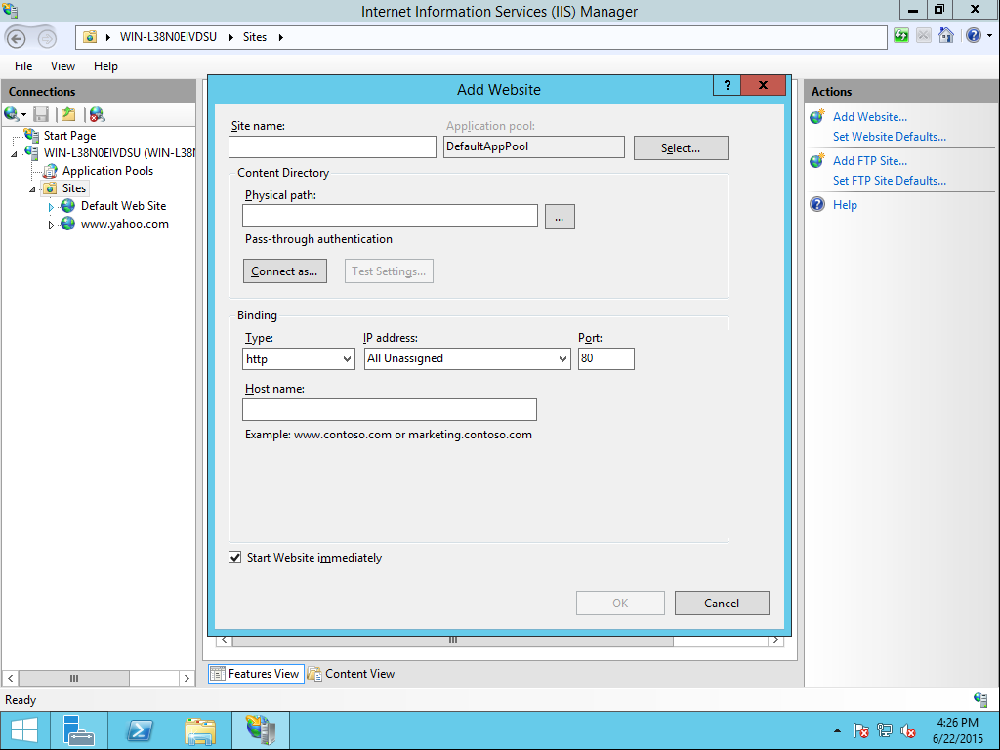 Internet Information Services (IIS) Manager
WIN-L38N0EIVDSU
Sites
File View Help
Connections
Start Page
WIN-L38N0EIVDSU (WIN-L38N
Application Pools
Sites
Default Web Site
www.yahoo.com
Add Website
?
Site name:
Application pool:
DefaultAppPool
Select...
Content Directory
Physical path:
...
Pass-through authentication
Connect as...
Test Settings...
Binding
Type:
IP address:
Port:
http
All Unassigned
80
Host name:
Example: www.contoso.com or marketing.contoso.com
Start Website immediately
OK
Cancel
Features View
Content View
Actions
Add Website...
Set Website Defaults...
Add FTP Site...
Set FTP Site Defaults...
Help
Ready
4:26 PM
6/22/2015